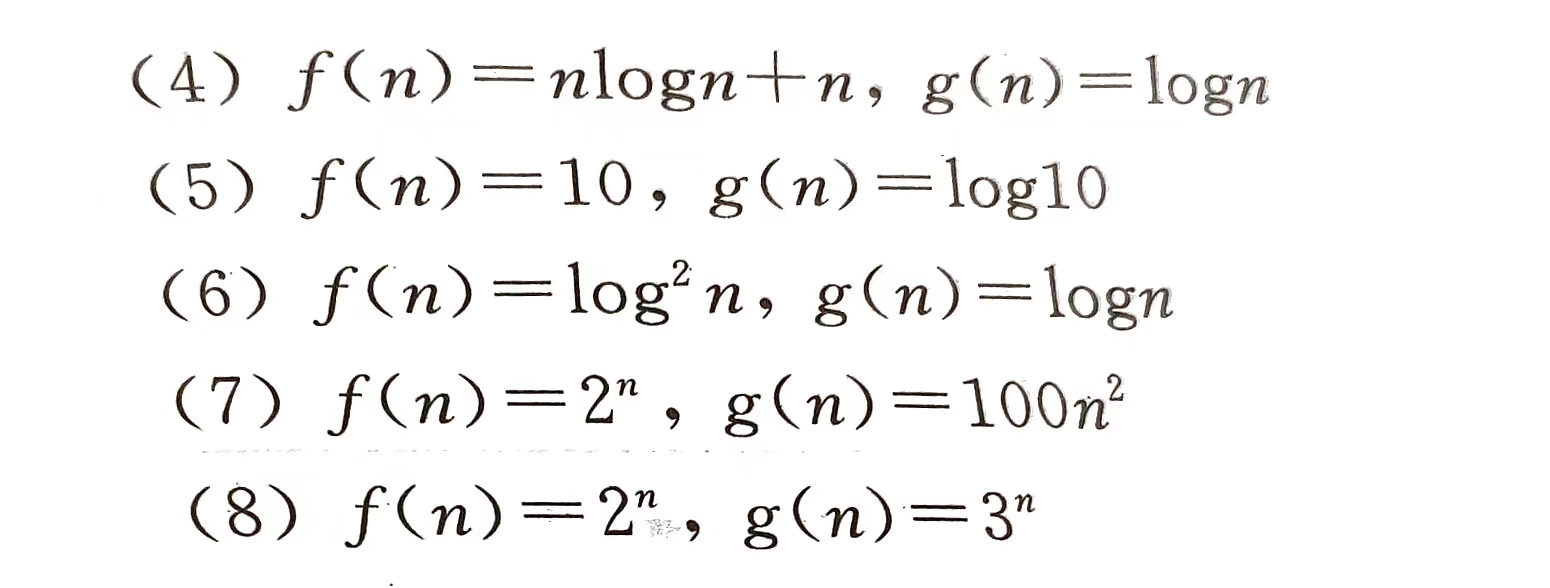 (4) f(n)=nlogn+n, g(n)=logn
(5) f(n)=10, g(n)=log10
(6) f(n)=log²n, g(n)=logn
(7) f(n)=2ⁿ, g(n)=100n²
(8) f(n)=2ⁿ, g(n)=3ⁿ